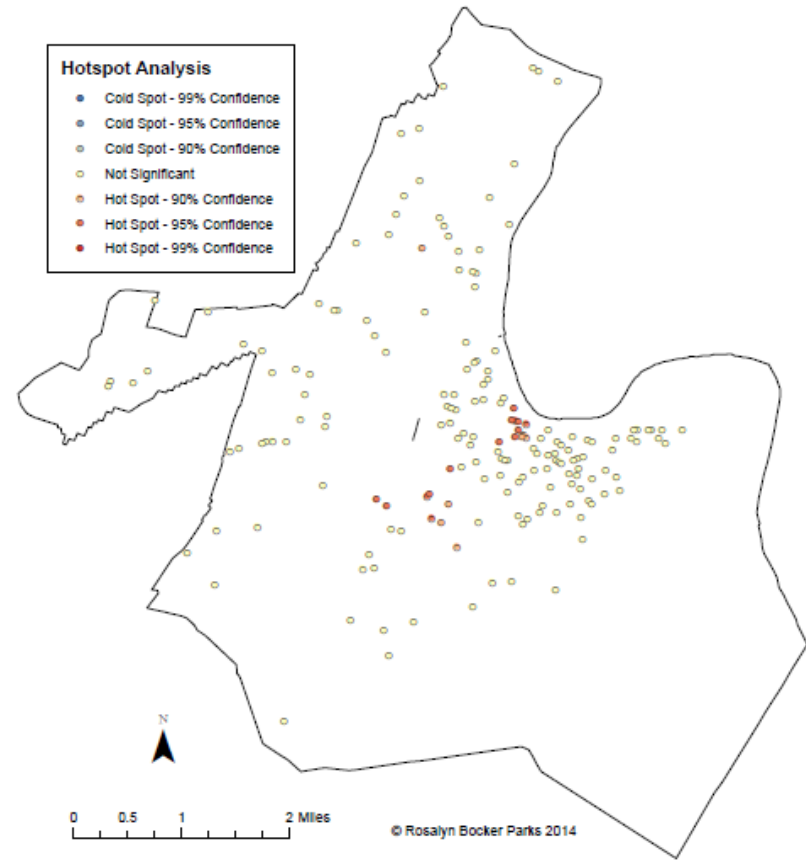 Hotspot Analysis
Cold Spot - 99% Confidence
Cold Spot - 95% Confidence
Cold Spot - 90% Confidence
Not Significant
Hot Spot - 90% Confidence
Hot Spot - 95% Confidence
Hot Spot - 99% Confidence
N
0 0.5 1 2 Miles
© Rosalyn Bocker Parks 2014